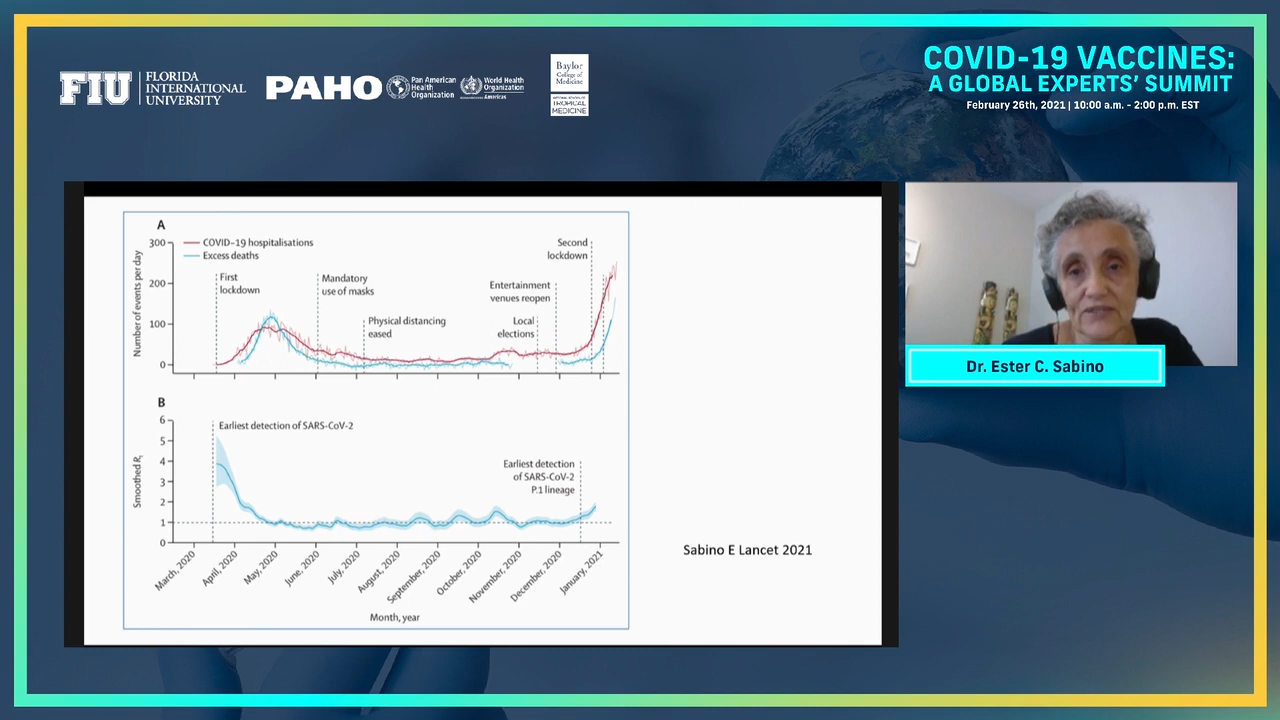 FIU
FLORIDA
INTERNATIONAL
UNIVERSITY
PAHO
Pan American
Health
Organization
World Health
Organization
Americas
Baylor
College of
Medicine
TROPICAL
MEDICINE
COVID-19 VACCINES:
A GLOBAL EXPERTS' SUMMIT
February 26th, 2021 | 10:00 a.m. - 2:00 p.m. EST
A
Number of events per day
300
200
100
0
COVID-19 hospitalisations
Excess deaths
First
lockdown
Mandatory
use of masks
Physical distancing
eased
Local
elections
Entertainment
venues reopen
Second
lockdown
B
Smoothed Rt
6
5
4
3
2
1
0
Earliest detection of SARS-CoV-2
Earliest detection
of SARS-CoV-2
P.1 lineage
March, 2020
April, 2020
May, 2020
June, 2020
July, 2020
August, 2020
September, 2020
October, 2020
November, 2020
December, 2020
January, 2021
Month, year
Sabino E Lancet 2021
Dr. Ester C. Sabino